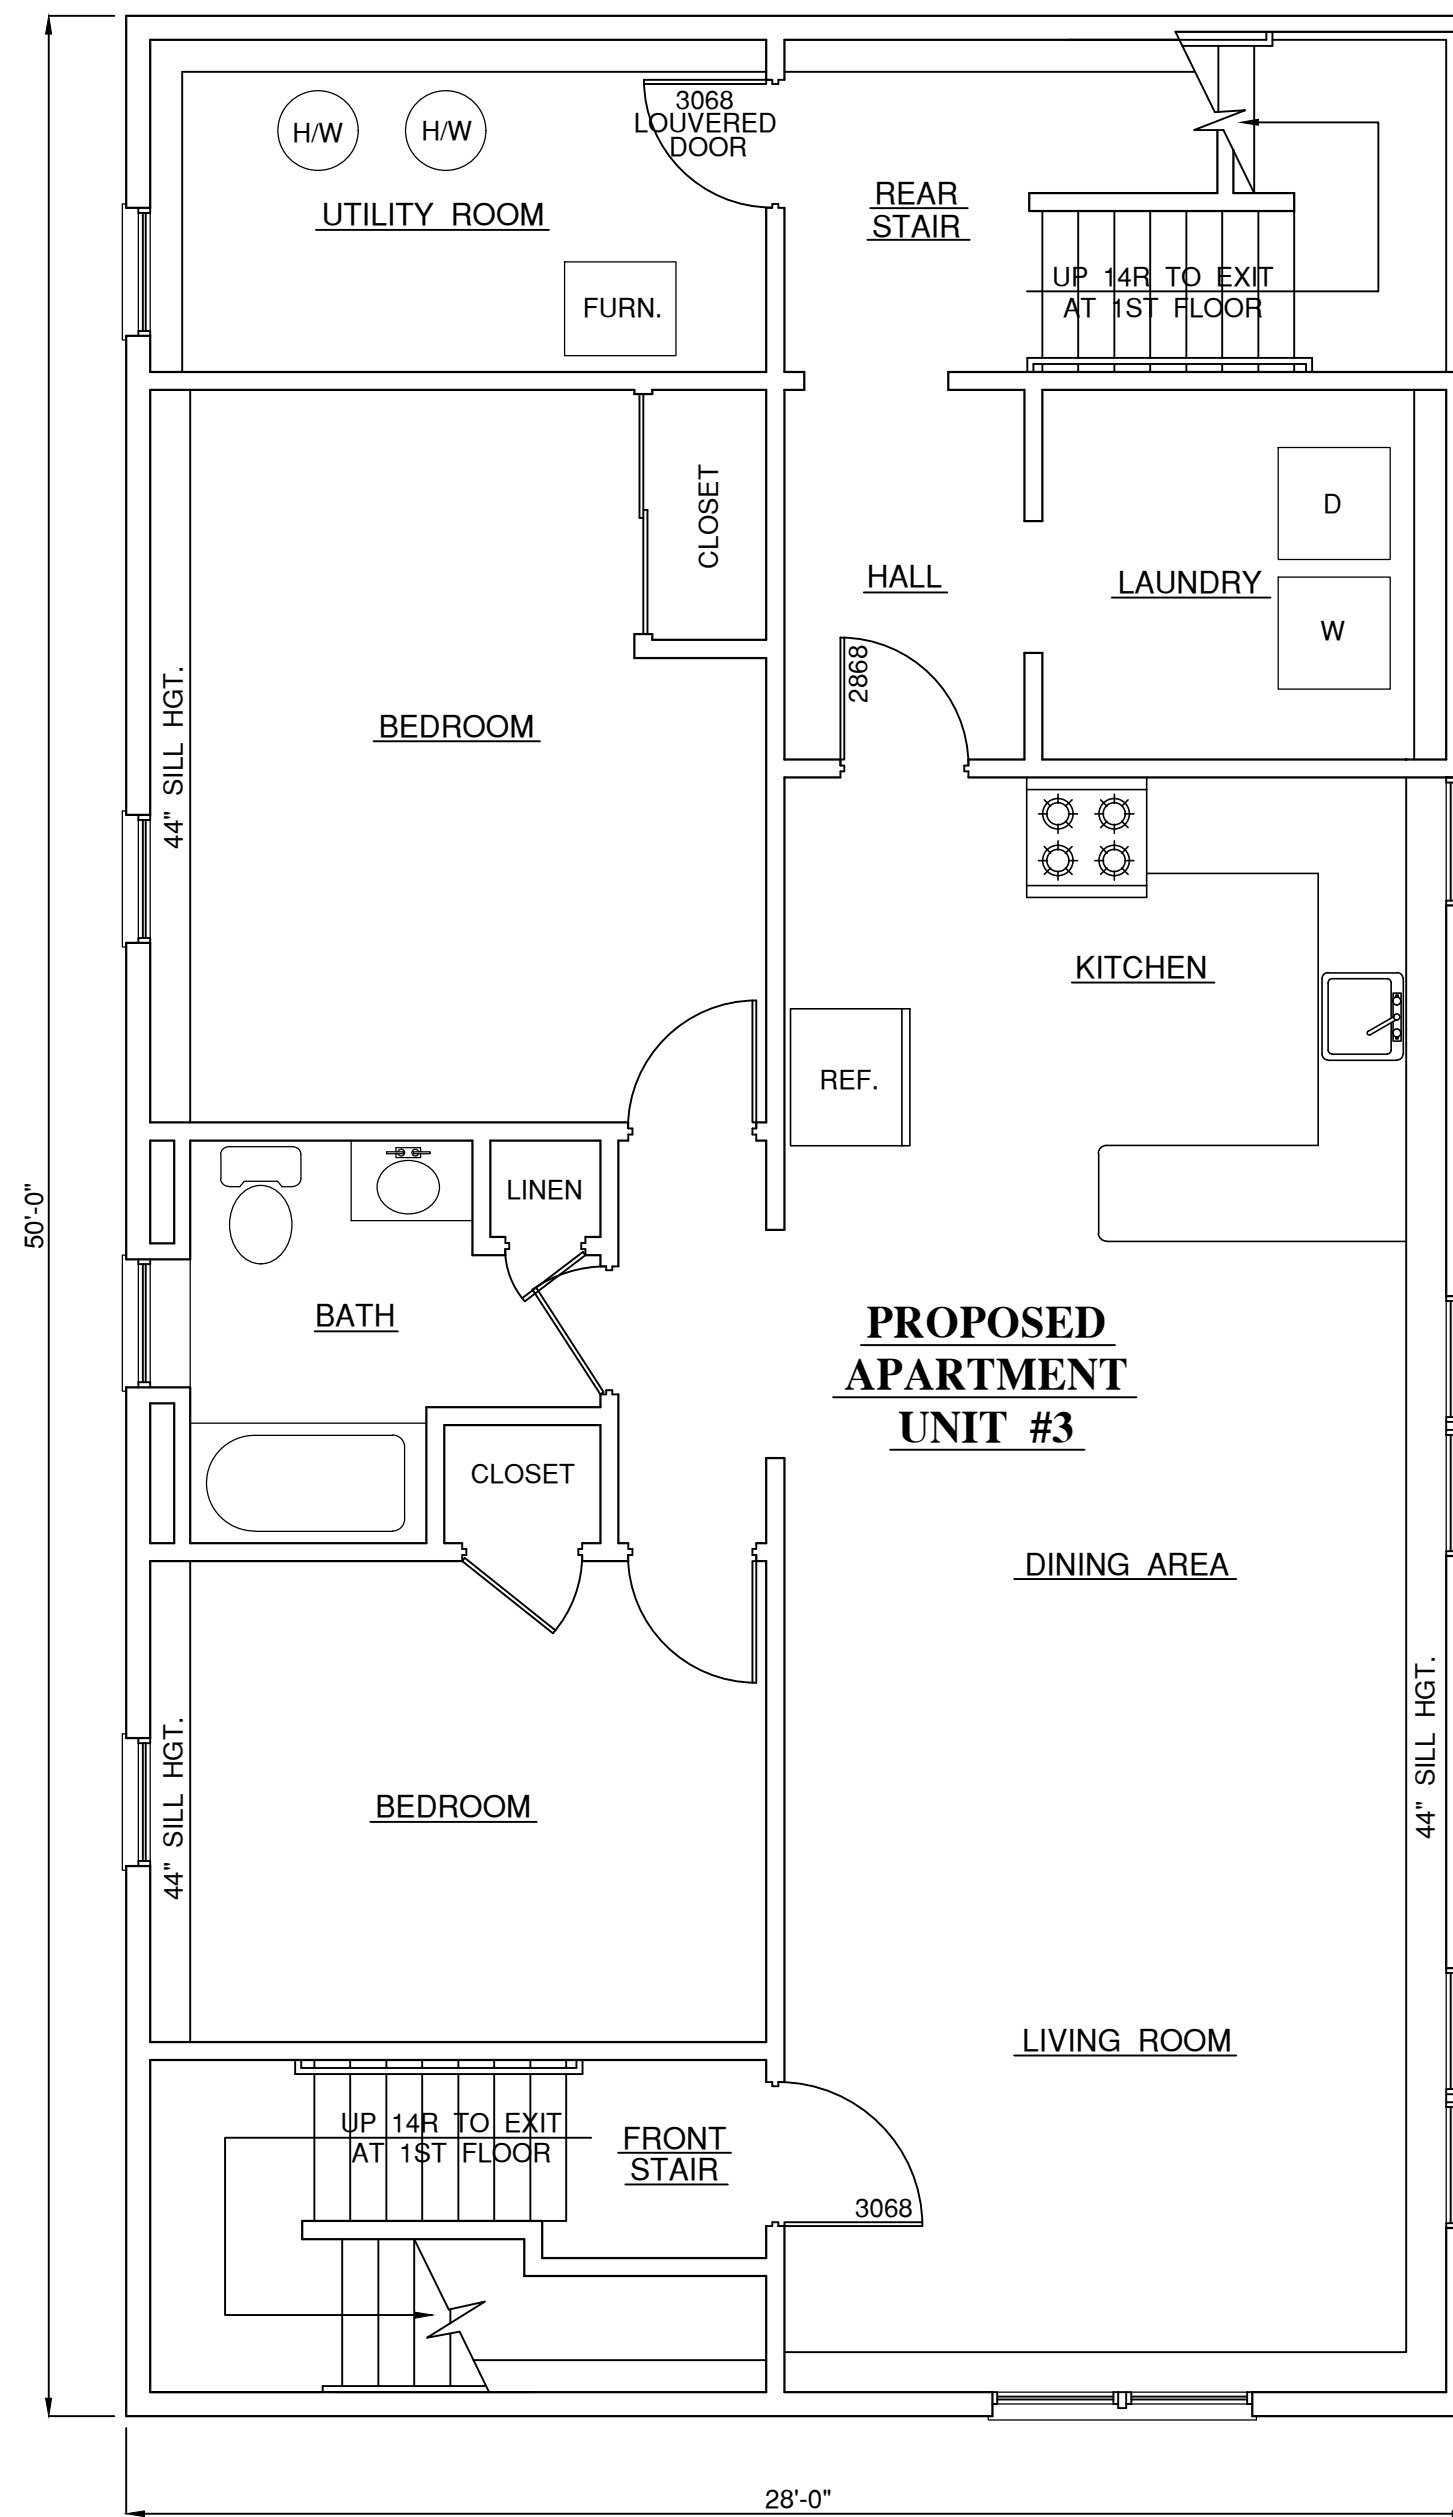 3068
LOUVERED
DOOR
H/W
H/W
UTILITY ROOM
REAR
STAIR
FURN.
UP 14R TO EXIT
AT 1ST FLOOR
CLOSET
D
HALL
LAUNDRY
W
2868
44" SILL HGT.
BEDROOM
KITCHEN
REF.
LINEN
50'-0"
BATH
PROPOSED
APARTMENT
UNIT #3
CLOSET
DINING AREA
44" SILL HGT.
44" SILL HGT.
BEDROOM
LIVING ROOM
UP 14R TO EXIT
AT 1ST FLOOR
FRONT
STAIR
3068
28'-0"